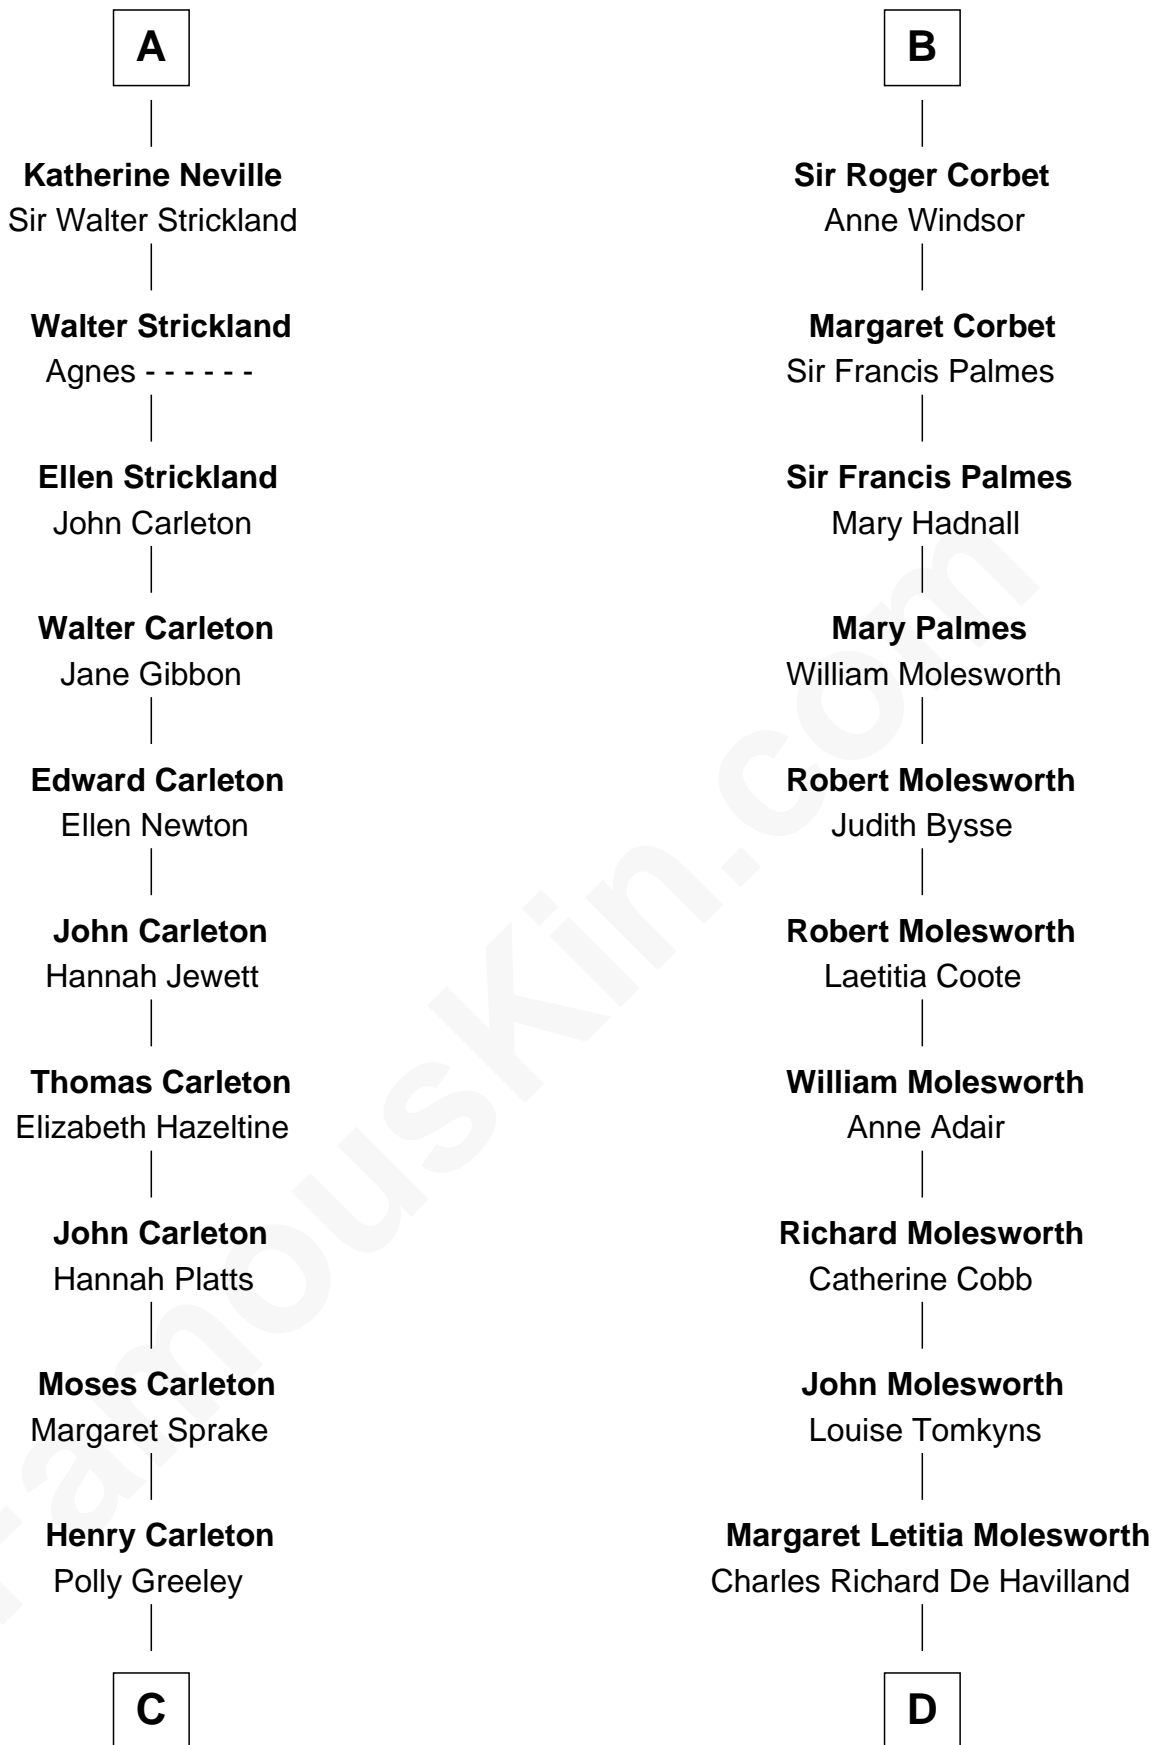 A
Katherine Neville
Sir Walter Strickland
Walter Strickland
Agnes - - - - - -
Ellen Strickland
John Carleton
Walter Carleton
Jane Gibbon
Edward Carleton
Ellen Newton
John Carleton
Hannah Jewett
Thomas Carleton
Elizabeth Hazeltine
John Carleton
Hannah Platts
Moses Carleton
Margaret Sprake
Henry Carleton
Polly Greeley
C
B
Sir Roger Corbet
Anne Windsor
Margaret Corbet
Sir Francis Palmes
Sir Francis Palmes
Mary Hadnall
Mary Palmes
William Molesworth
Robert Molesworth
Judith Bysse
Robert Molesworth
Laetitia Coote
William Molesworth
Anne Adair
Richard Molesworth
Catherine Cobb
John Molesworth
Louise Tomkyns
Margaret Letitia Molesworth
Charles Richard De Havilland
D
FamousKin.com